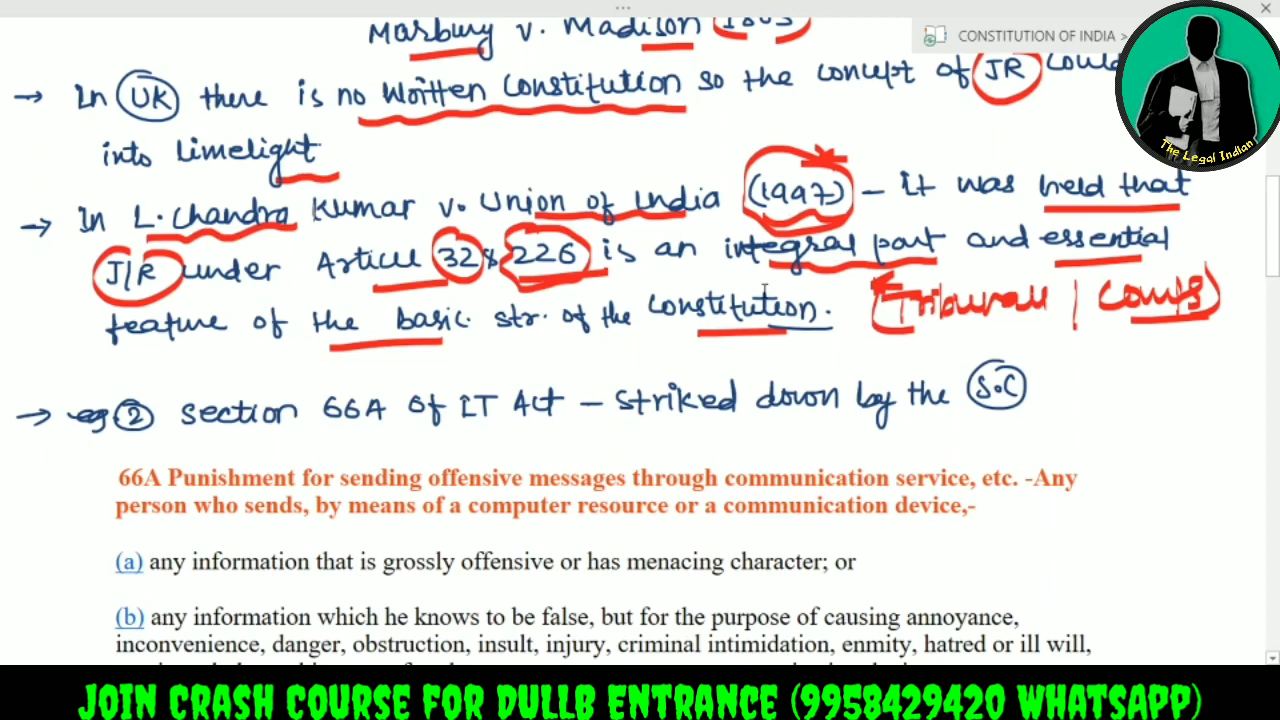 Marbury v. Madison (1803)
CONSTITUTION OF INDIA >
→ In UK there is no written constitution so the concept of JR
into limelight
The Legal Indian
→ In L. Chandra Kumar v. Union of India (1997) – it was held that
J/R under Article 32 & 226 is an integral part and essential
feature of the basic str. of the constitution. (Tribunal | Courts)
→ eg ② Section 66A of IT Act – striked down by the S.C
66A Punishment for sending offensive messages through communication service, etc. -Any
person who sends, by means of a computer resource or a communication device,-
(a) any information that is grossly offensive or has menacing character; or
(b) any information which he knows to be false, but for the purpose of causing annoyance,
inconvenience, danger, obstruction, insult, injury, criminal intimidation, enmity, hatred or ill will,
JOIN CRASH COURSE FOR DULLB ENTRANCE (9958429420 WHATSAPP)